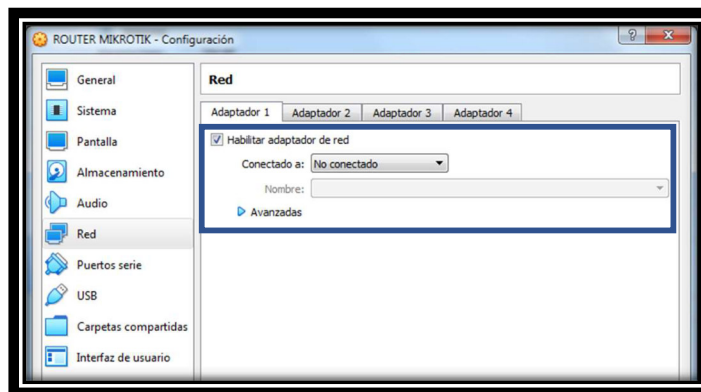 ROUTER MIKROTIK - Configuración
General
Sistema
Pantalla
Almacenamiento
Audio
Red
Puertos serie
USB
Carpetas compartidas
Interfaz de usuario
Red
Adaptador 1 Adaptador 2 Adaptador 3 Adaptador 4
Habilitar adaptador de red
Conectado a: No conectado
Nombre:
Avanzadas